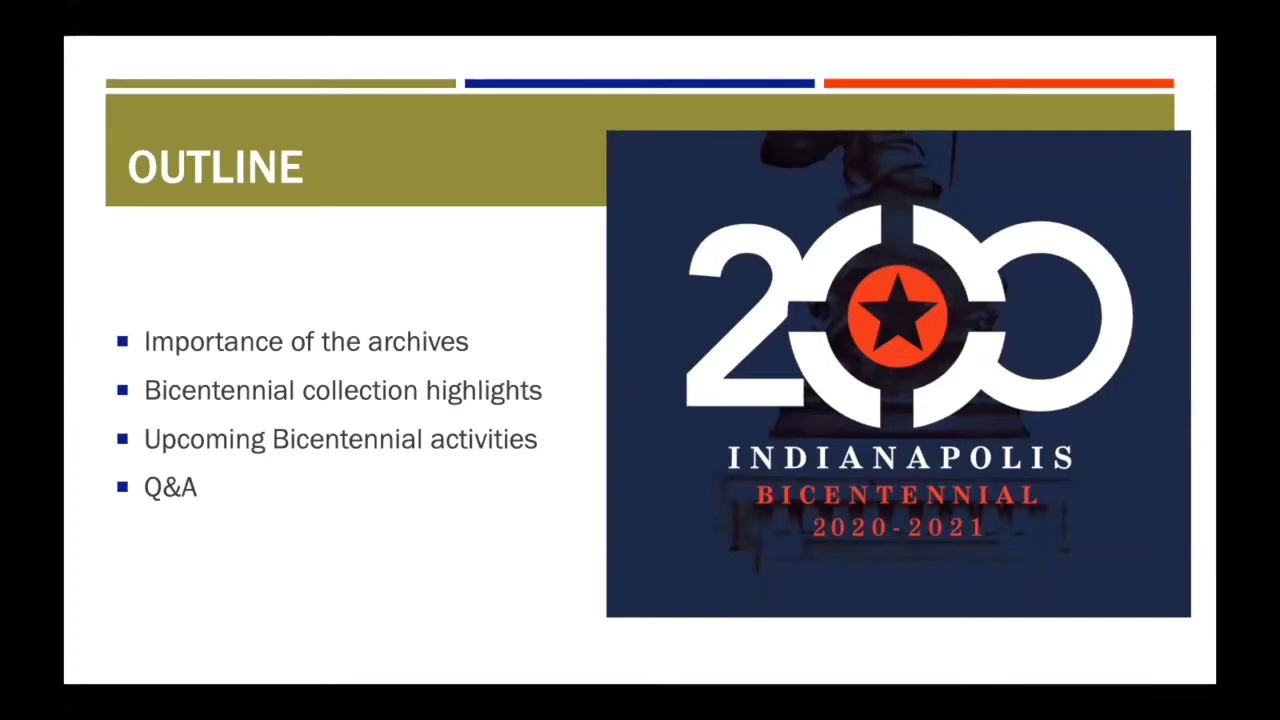 OUTLINE
Importance of the archives
Bicentennial collection highlights
Upcoming Bicentennial activities
Q&A
200
INDIANAPOLIS
BICENTENNIAL
2020-2021